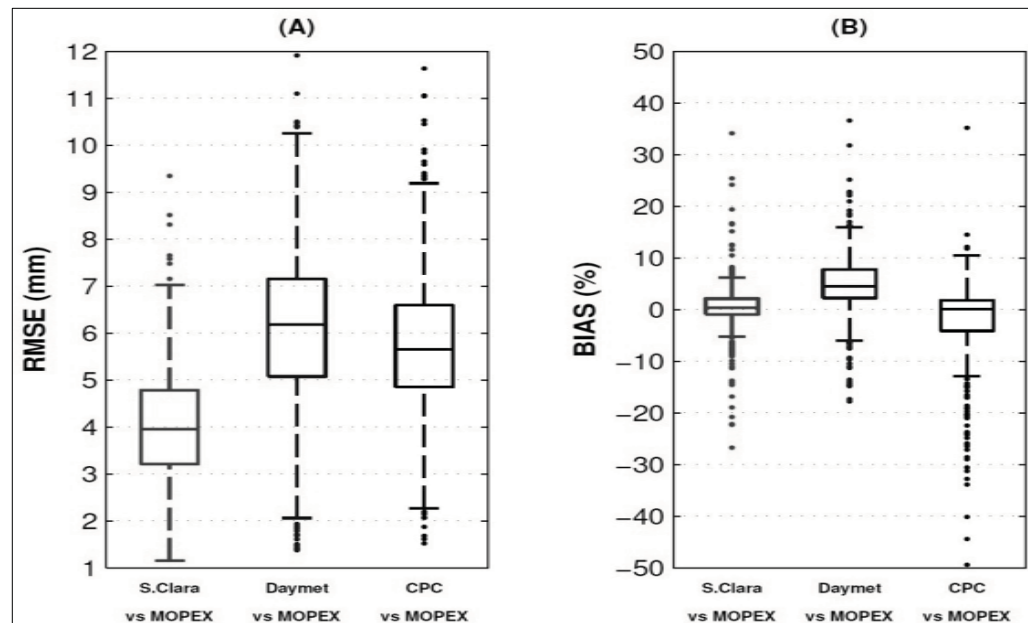 (A)
RMSE (mm)
12
11
10
9
8
7
6
5
4
3
2
1
S.Clara Daymet CPC
vs MOPEX vs MOPEX vs MOPEX
(B)
BIAS (%)
50
40
30
20
10
0
−10
−20
−30
−40
−50
S.Clara Daymet CPC
vs MOPEX vs MOPEX vs MOPEX